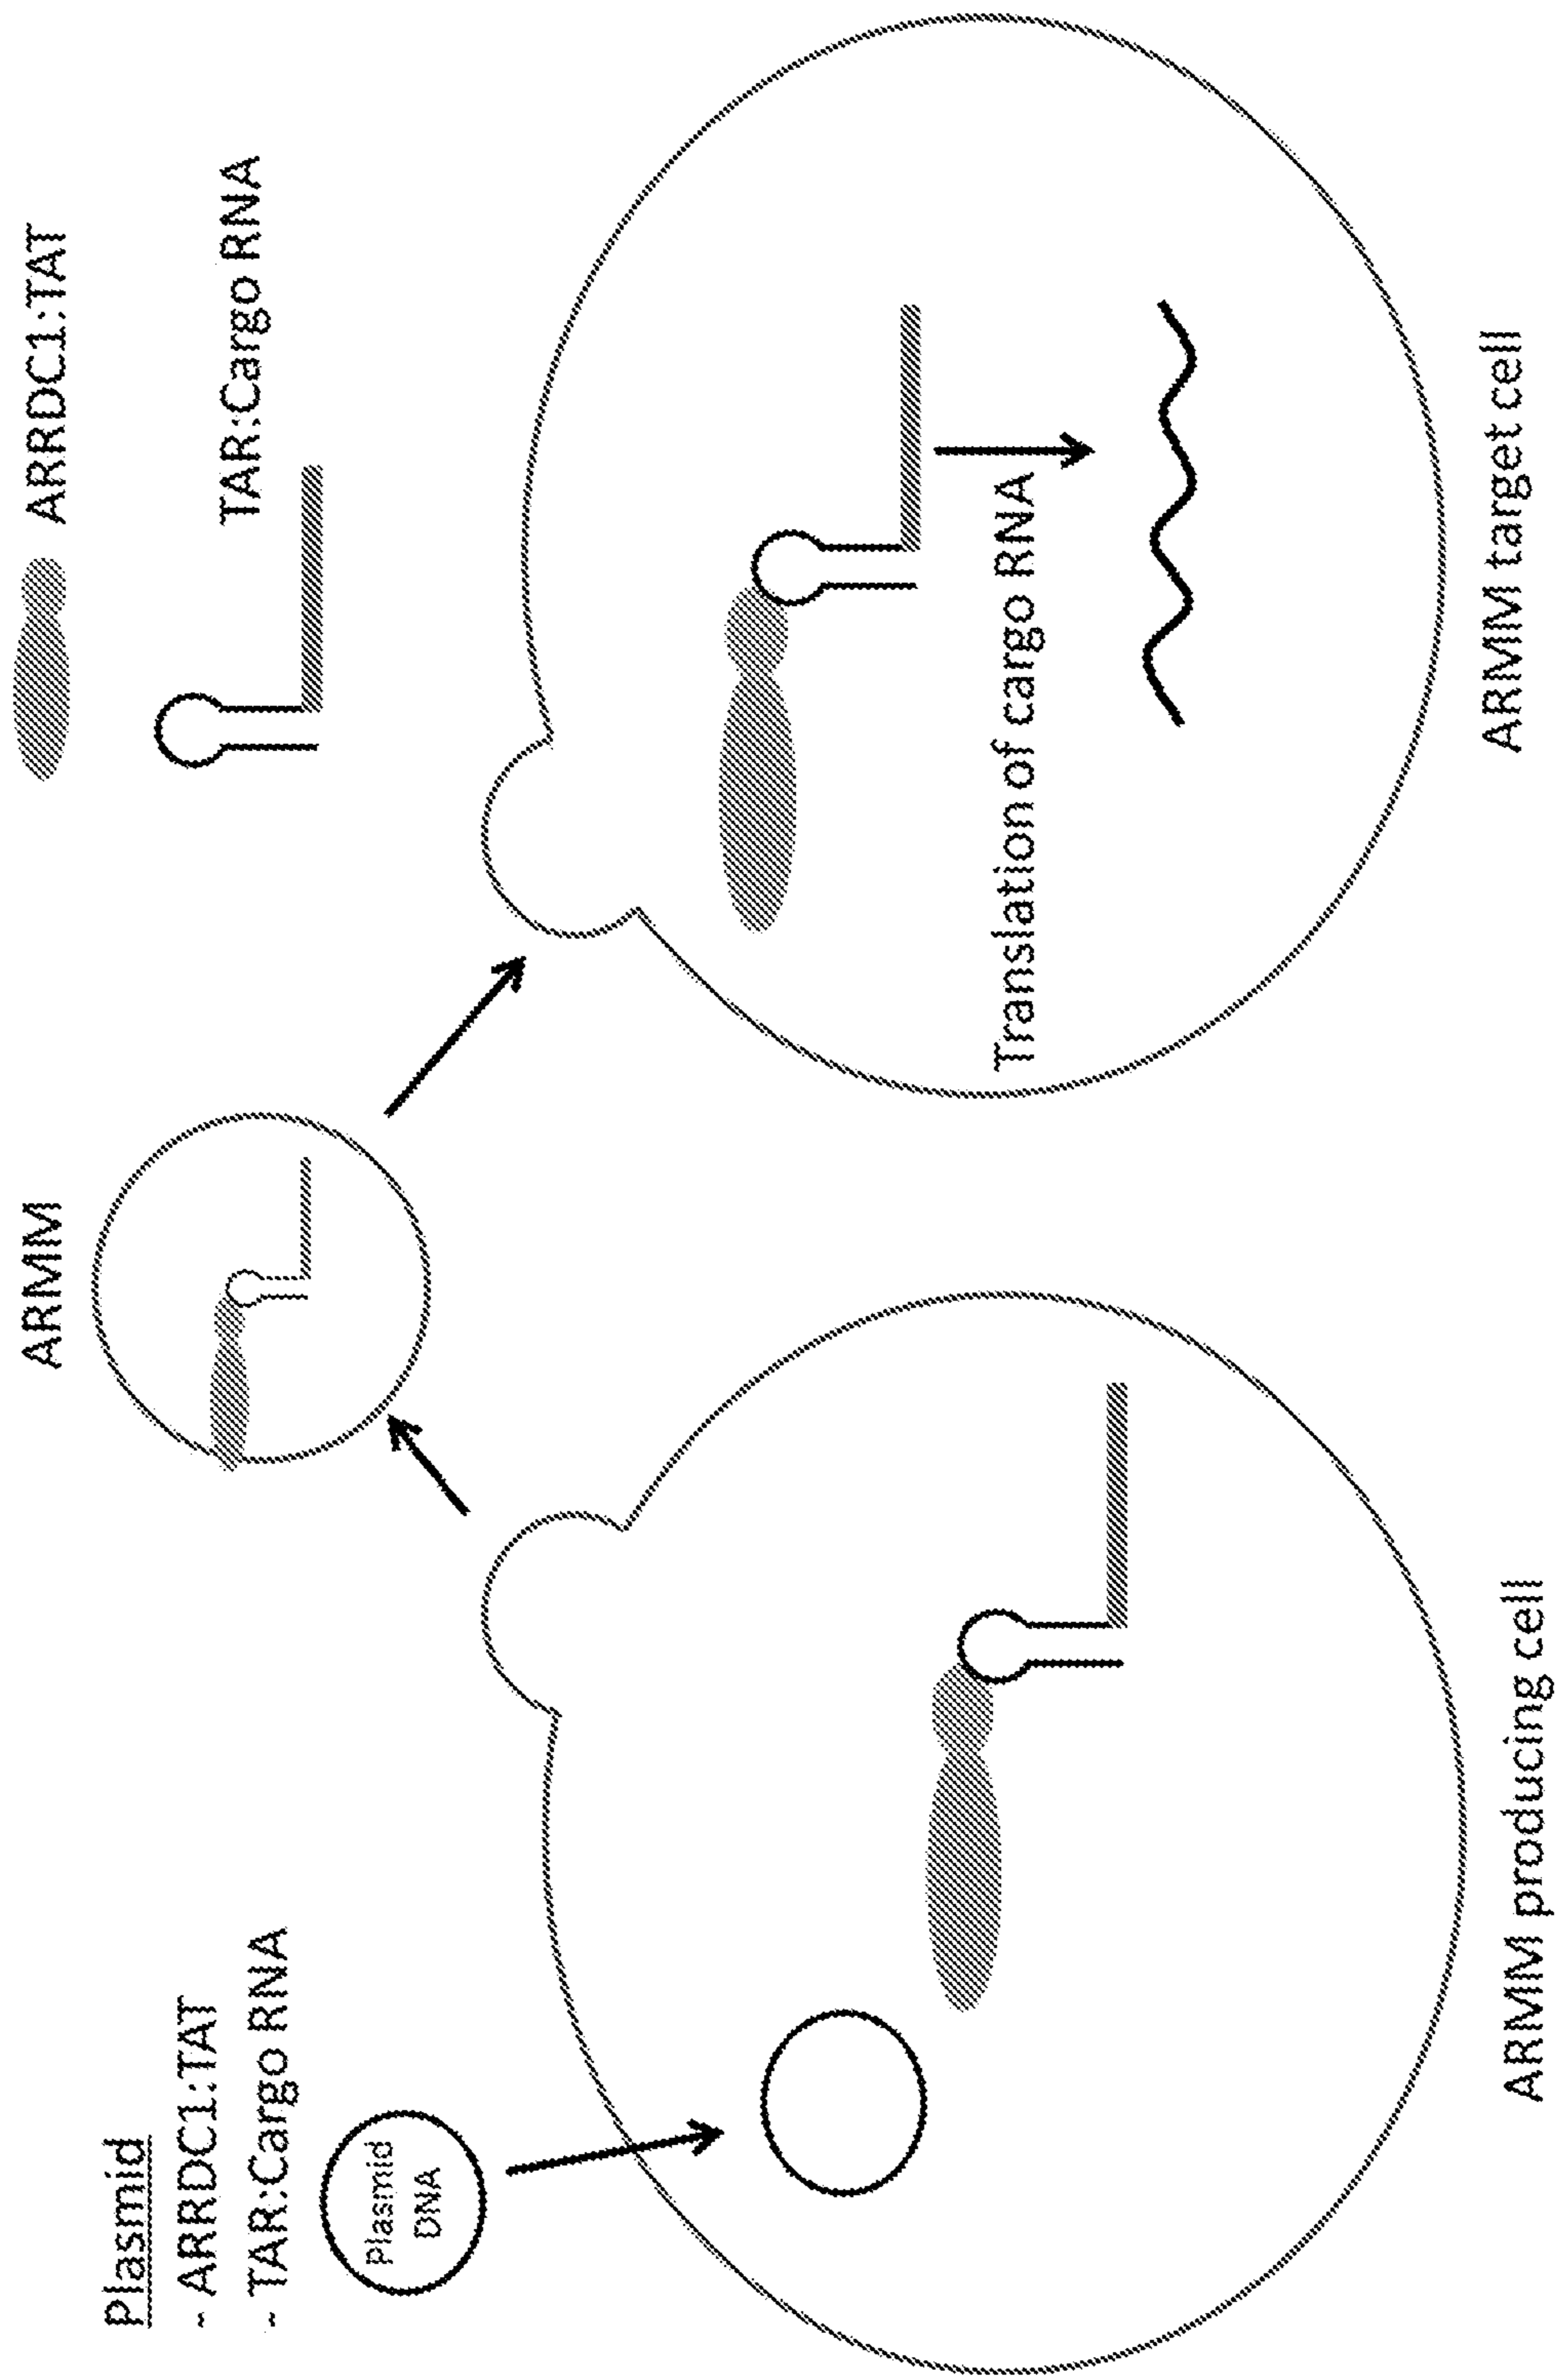 Plasmid
- ARRDC1:TAT
- TAR:Cargo RNA
Plasmid
DNA
ARMM
ARRDC1:TAT
TAR:Cargo RNA
Translation of cargo RNA
ARMM producing cell
ARMM target cell